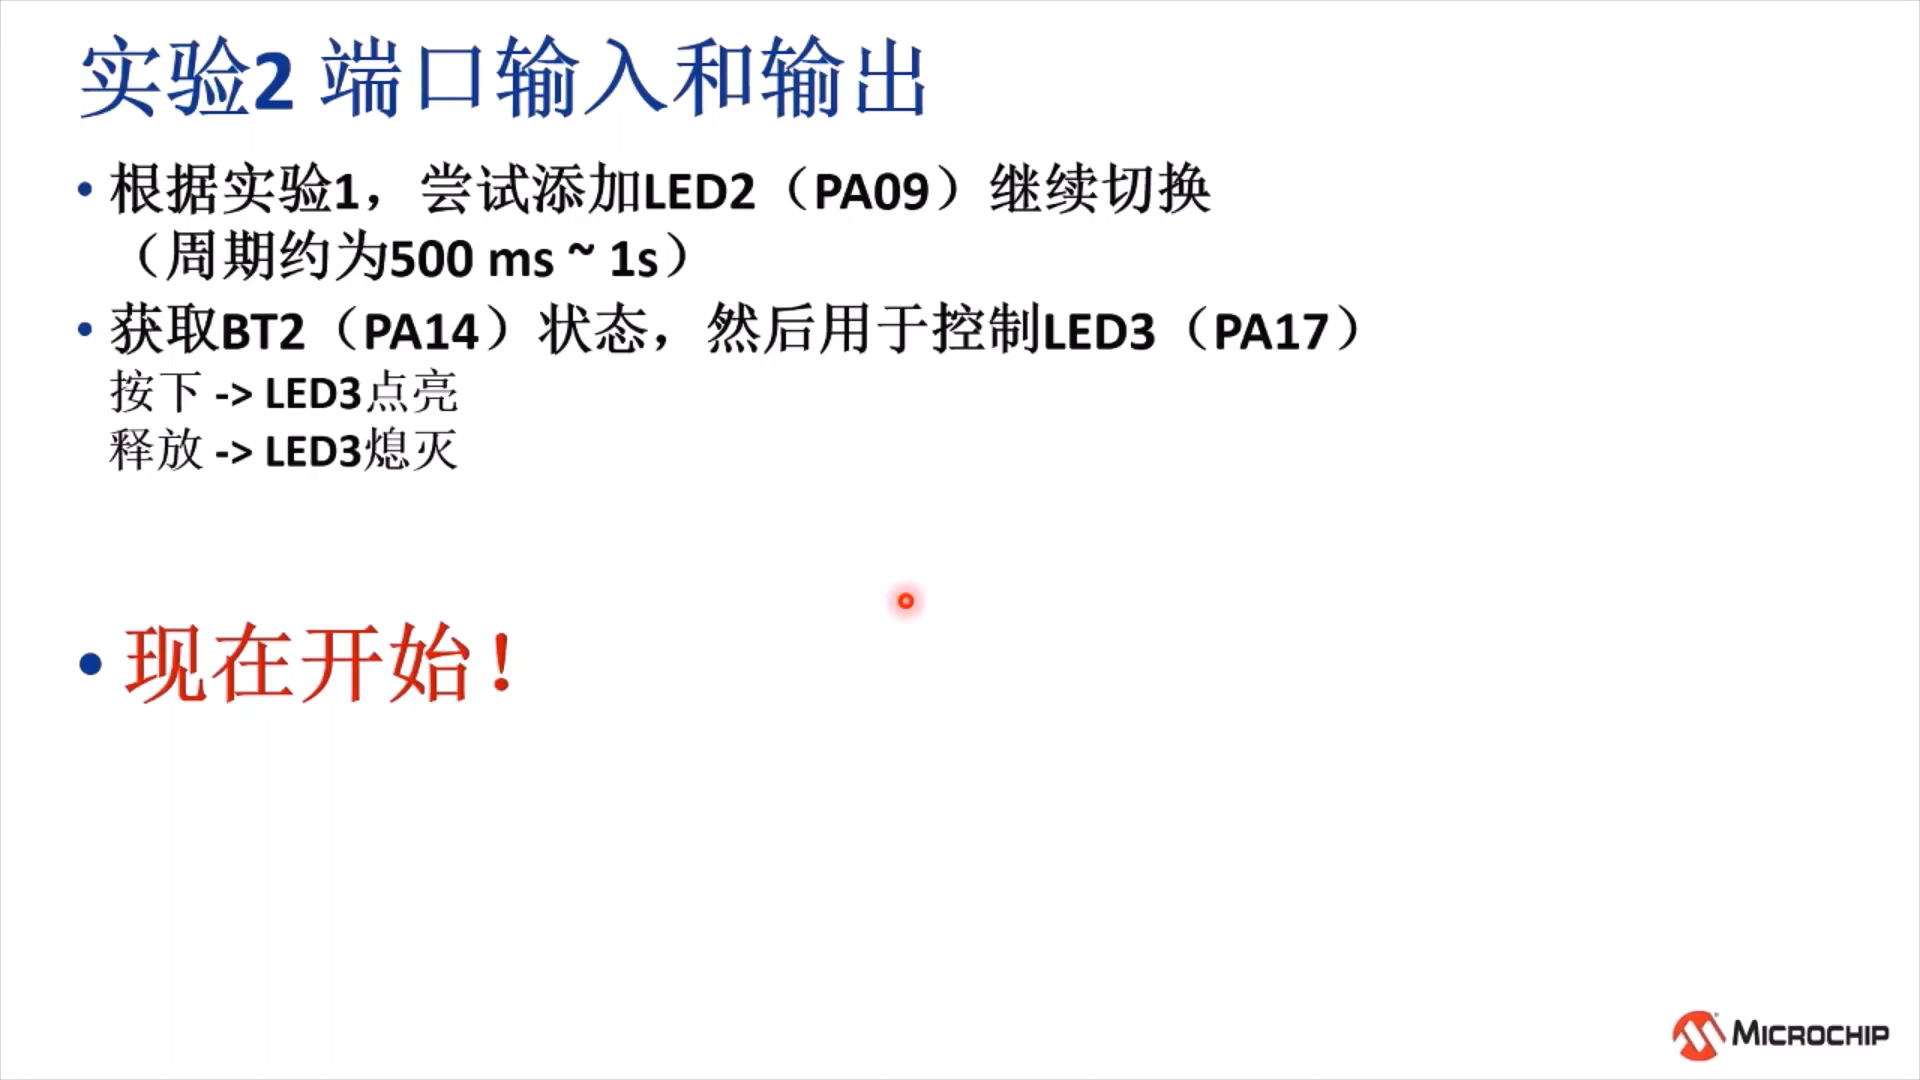 实验2 端口输入和输出
• 根据实验1，尝试添加LED2（PA09）继续切换
（周期约为500 ms ~ 1s）
• 获取BT2（PA14）状态，然后用于控制LED3（PA17）
按下 -> LED3点亮
释放 -> LED3熄灭
• 现在开始！
MICROCHIP